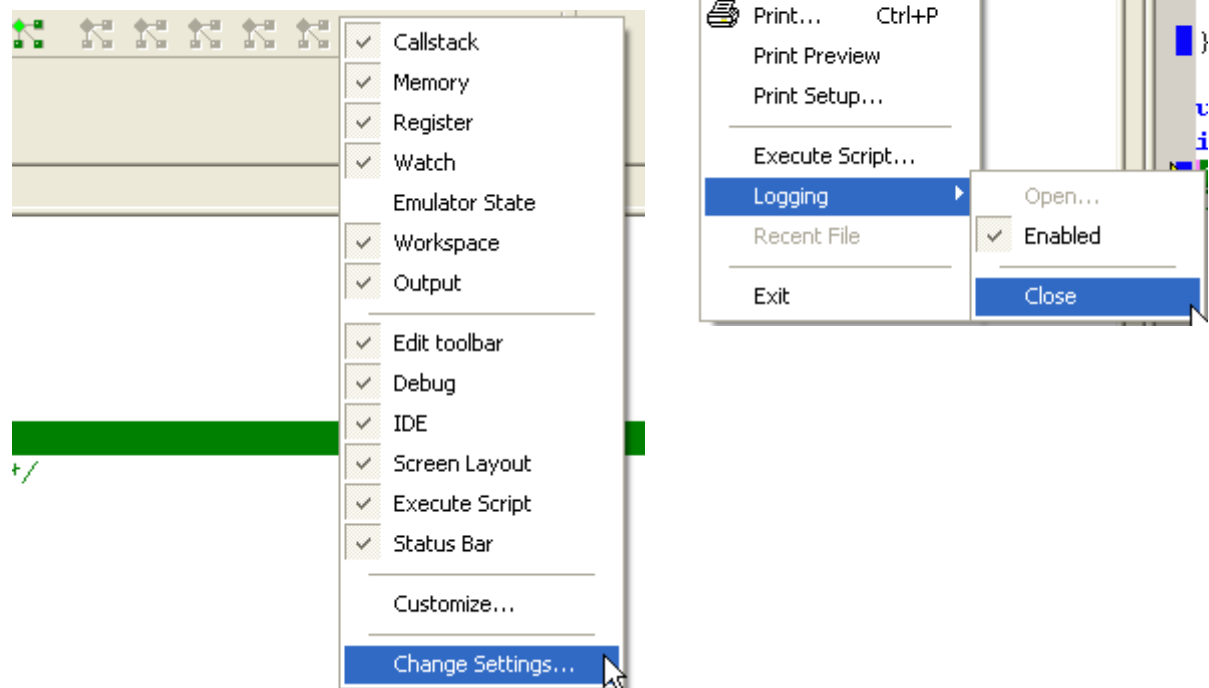 Callstack
Memory
Register
Watch
Emulator State
Workspace
Output
Edit toolbar
Debug
IDE
Screen Layout
Execute Script
Status Bar
Customize...
Change Settings...
*/
Print... Ctrl+P
Print Preview
Print Setup...
Execute Script...
Logging
Recent File
Exit
Open...
Enabled
Close
}
u
i